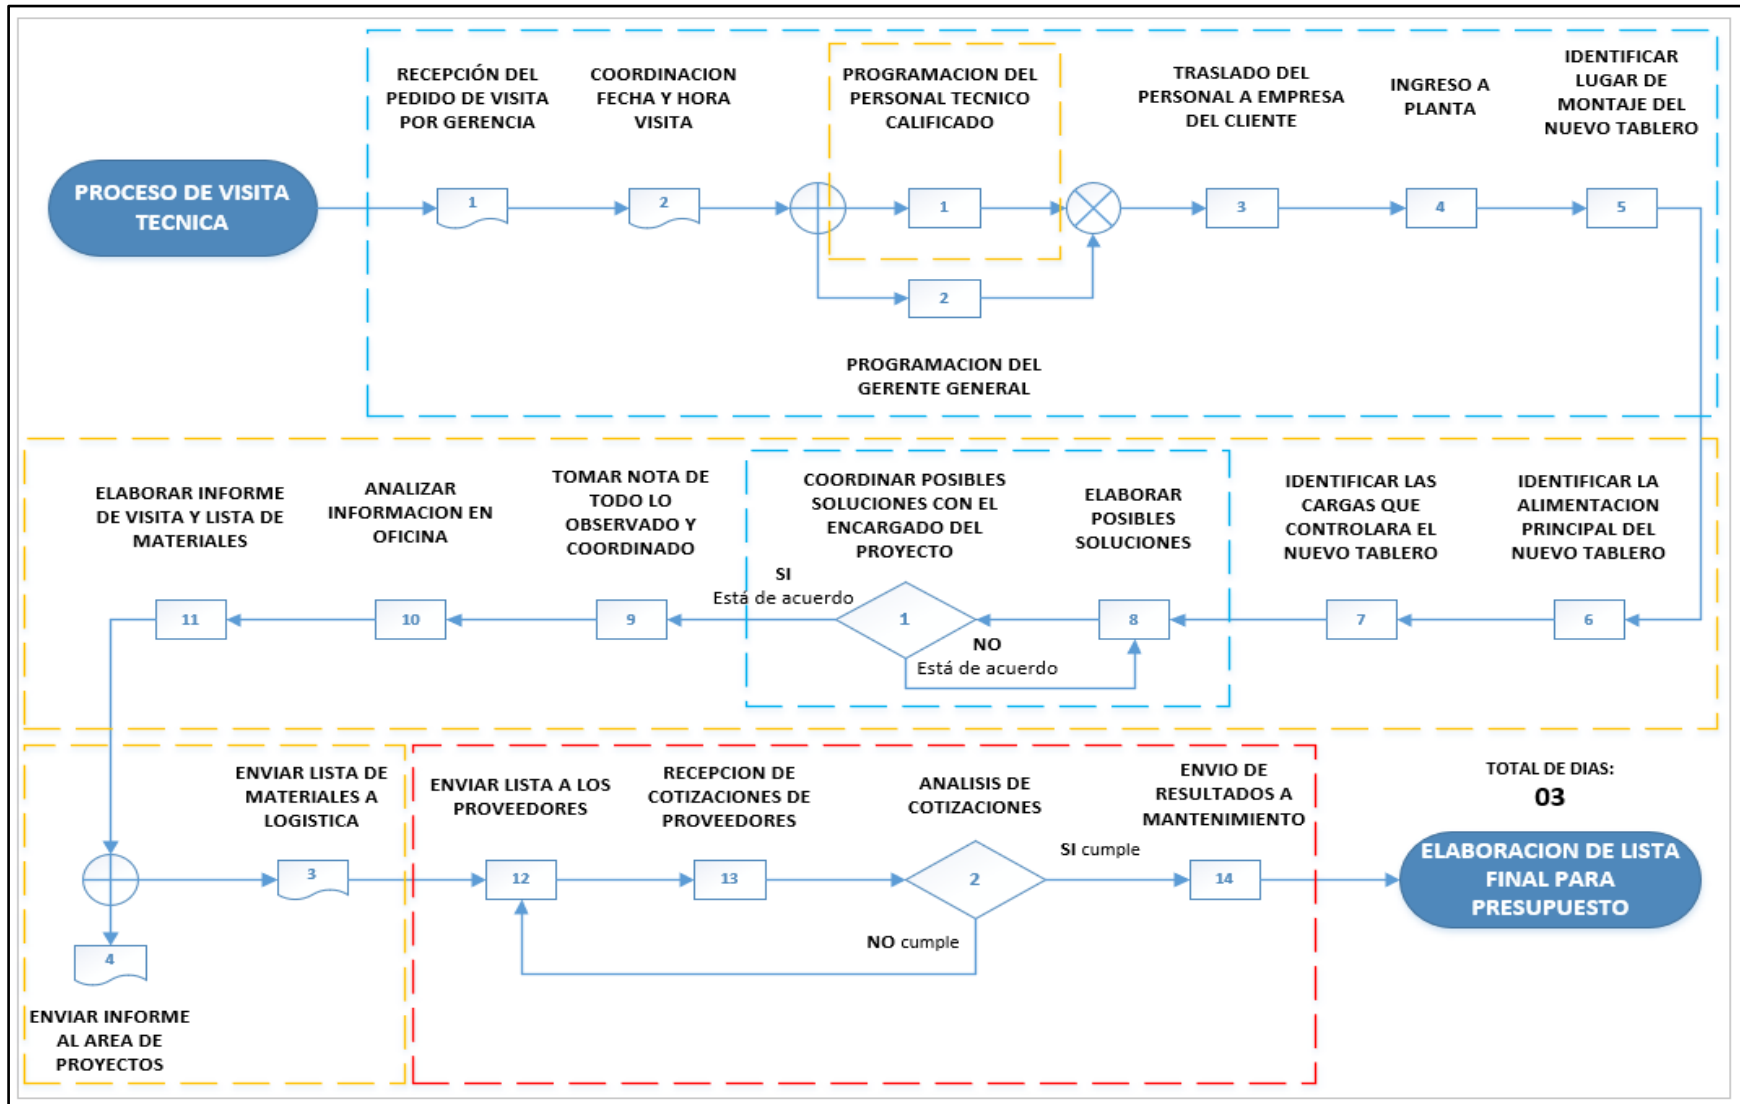 RECEPCIÓN DEL
PEDIDO DE VISITA
POR GERENCIA
COORDINACION
FECHA Y HORA
VISITA
PROGRAMACION DEL
PERSONAL TECNICO
CALIFICADO
TRASLADO DEL
PERSONAL A EMPRESA
DEL CLIENTE
INGRESO A
PLANTA
IDENTIFICAR
LUGAR DE
MONTAJE DEL
NUEVO TABLERO
PROCESO DE VISITA
TECNICA
1
2
1
3
4
5
2
PROGRAMACION DEL
GERENTE GENERAL
ELABORAR INFORME
DE VISITA Y LISTA DE
MATERIALES
ANALIZAR
INFORMACION EN
OFICINA
TOMAR NOTA DE
TODO LO
OBSERVADO Y
COORDINADO
COORDINAR POSIBLES
SOLUCIONES CON EL
ENCARGADO DEL
PROYECTO
ELABORAR
POSIBLES
SOLUCIONES
IDENTIFICAR LAS
CARGAS QUE
CONTROLARA EL
NUEVO TABLERO
IDENTIFICAR LA
ALIMENTACION
PRINCIPAL DEL
NUEVO TABLERO
SI
Está de acuerdo
11
10
9
1
8
7
6
NO
Está de acuerdo
ENVIAR LISTA DE
MATERIALES A
LOGISTICA
ENVIAR LISTA A LOS
PROVEEDORES
RECEPCION DE
COTIZACIONES DE
PROVEEDORES
ANALISIS DE
COTIZACIONES
ENVIO DE
RESULTADOS A
MANTENIMIENTO
TOTAL DE DIAS:
03
SI cumple
3
12
13
2
14
ELABORACION DE LISTA
FINAL PARA
PRESUPUESTO
NO cumple
4
ENVIAR INFORME
AL AREA DE
PROYECTOS